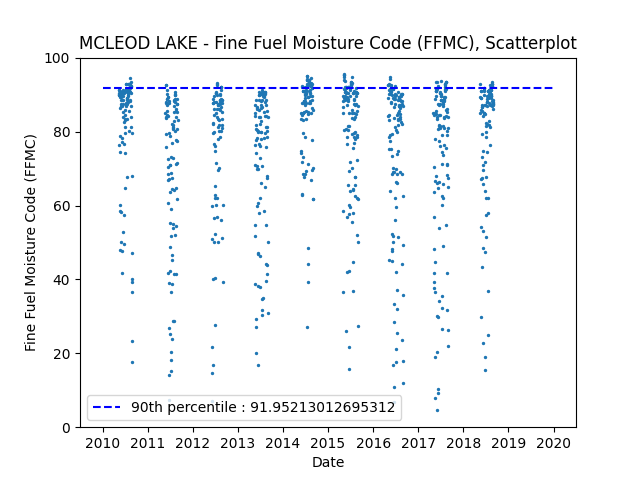 MCLEOD LAKE - Fine Fuel Moisture Code (FFMC), Scatterplot
Fine Fuel Moisture Code (FFMC)
100
80
60
40
20
0
90th percentile : 91.95213012695312
2010 2011 2012 2013 2014 2015 2016 2017 2018 2019 2020
Date